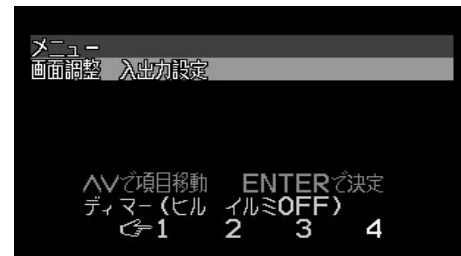 メニュー
画面調整 入出力設定
∧∨で項目移動 ENTERで決定
ディマー(ヒル イルミOFF)
☞1 2 3 4